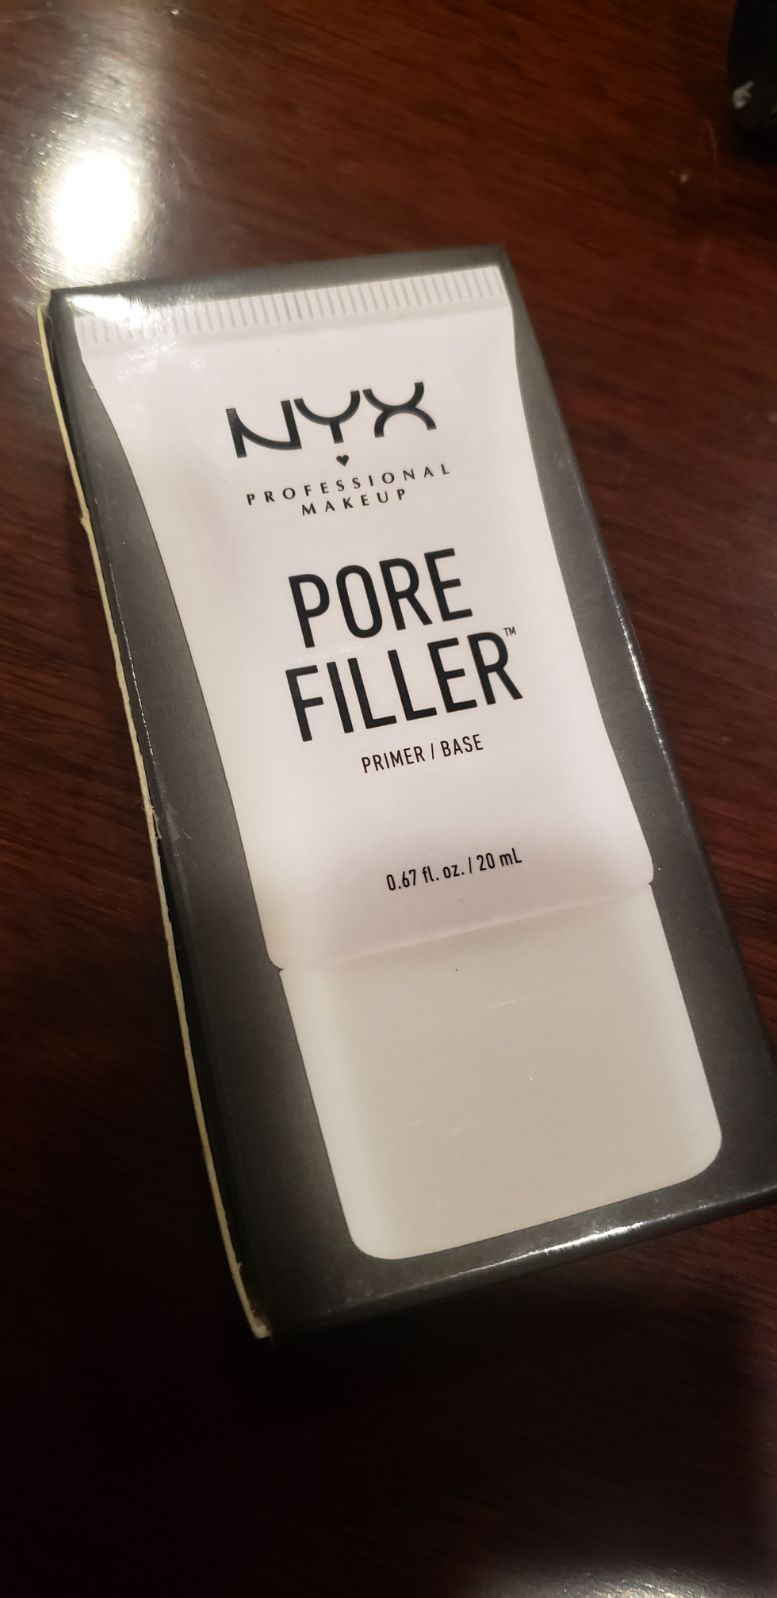 NYX
PROFESSIONAL
MAKEUP
PORE
FILLER™
PRIMER / BASE
0.67 fl. oz. / 20 mL